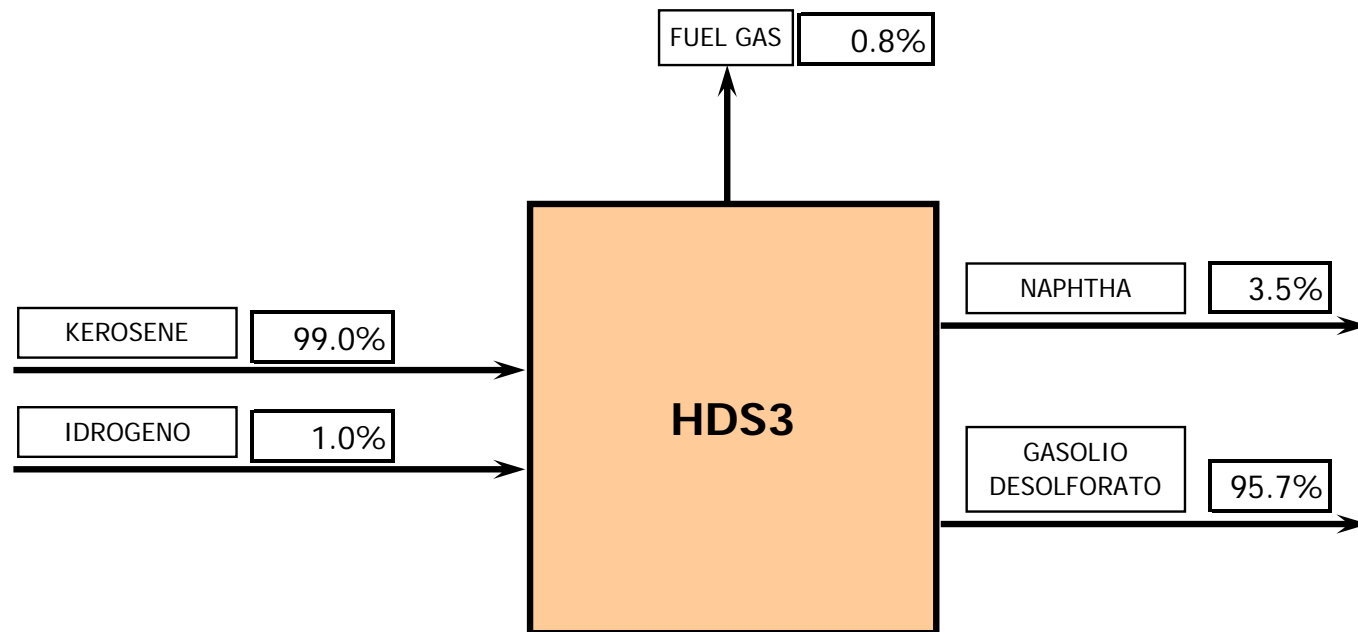 FUEL GAS 0.8%
NAPHTHA 3.5%
KEROSENE 99.0%
HDS3
IDROGENO 1.0%
GASOLIO
DESOLFORATO 95.7%